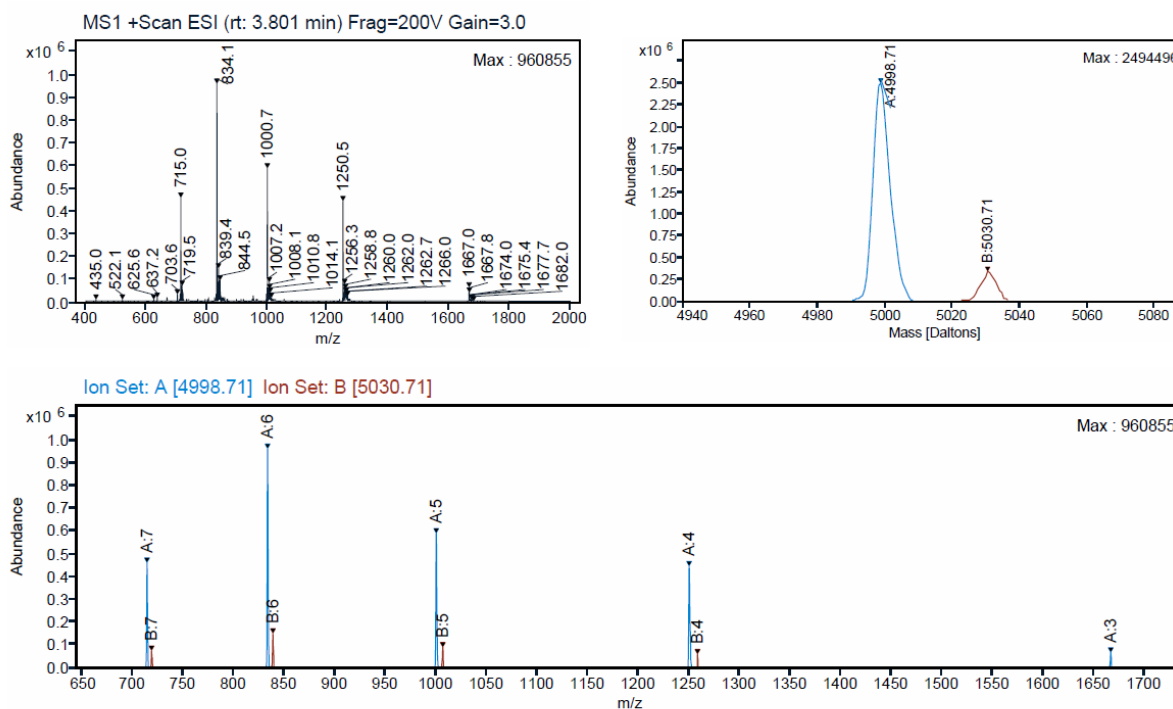 MS1 +Scan ESI (rt: 3.801 min) Frag=200V Gain=3.0
x10 6
Max : 960855
Abundance
1.0
0.9
0.8
0.7
0.6
0.5
0.4
0.3
0.2
0.1
0.0
435.0
522.1
625.6
637.2
703.6
715.0
719.5
834.1
839.4
844.5
1000.7
1007.2
1008.1
1010.8
1014.1
1250.5
1256.3
1258.8
1260.0
1262.0
1262.7
1266.0
1667.0
1667.8
1674.0
1675.4
1677.7
1682.0
400 600 800 1000 1200 1400 1600 1800 2000
m/z
x10 6
Max : 2494496
Abundance
2.50
2.25
2.00
1.75
1.50
1.25
1.00
0.75
0.50
0.25
0.00
A:4998.71
B:5030.71
4940 4960 4980 5000 5020 5040 5060 5080
Mass [Daltons]
Ion Set: A [4998.71] Ion Set: B [5030.71]
x10 6
Max : 960855
Abundance
1.0
0.9
0.8
0.7
0.6
0.5
0.4
0.3
0.2
0.1
0.0
A:7
B:7
A:6
B:6
A:5
B:5
A:4
B:4
A:3
650 700 750 800 850 900 950 1000 1050 1100 1150 1200 1250 1300 1350 1400 1450 1500 1550 1600 1650 1700
m/z